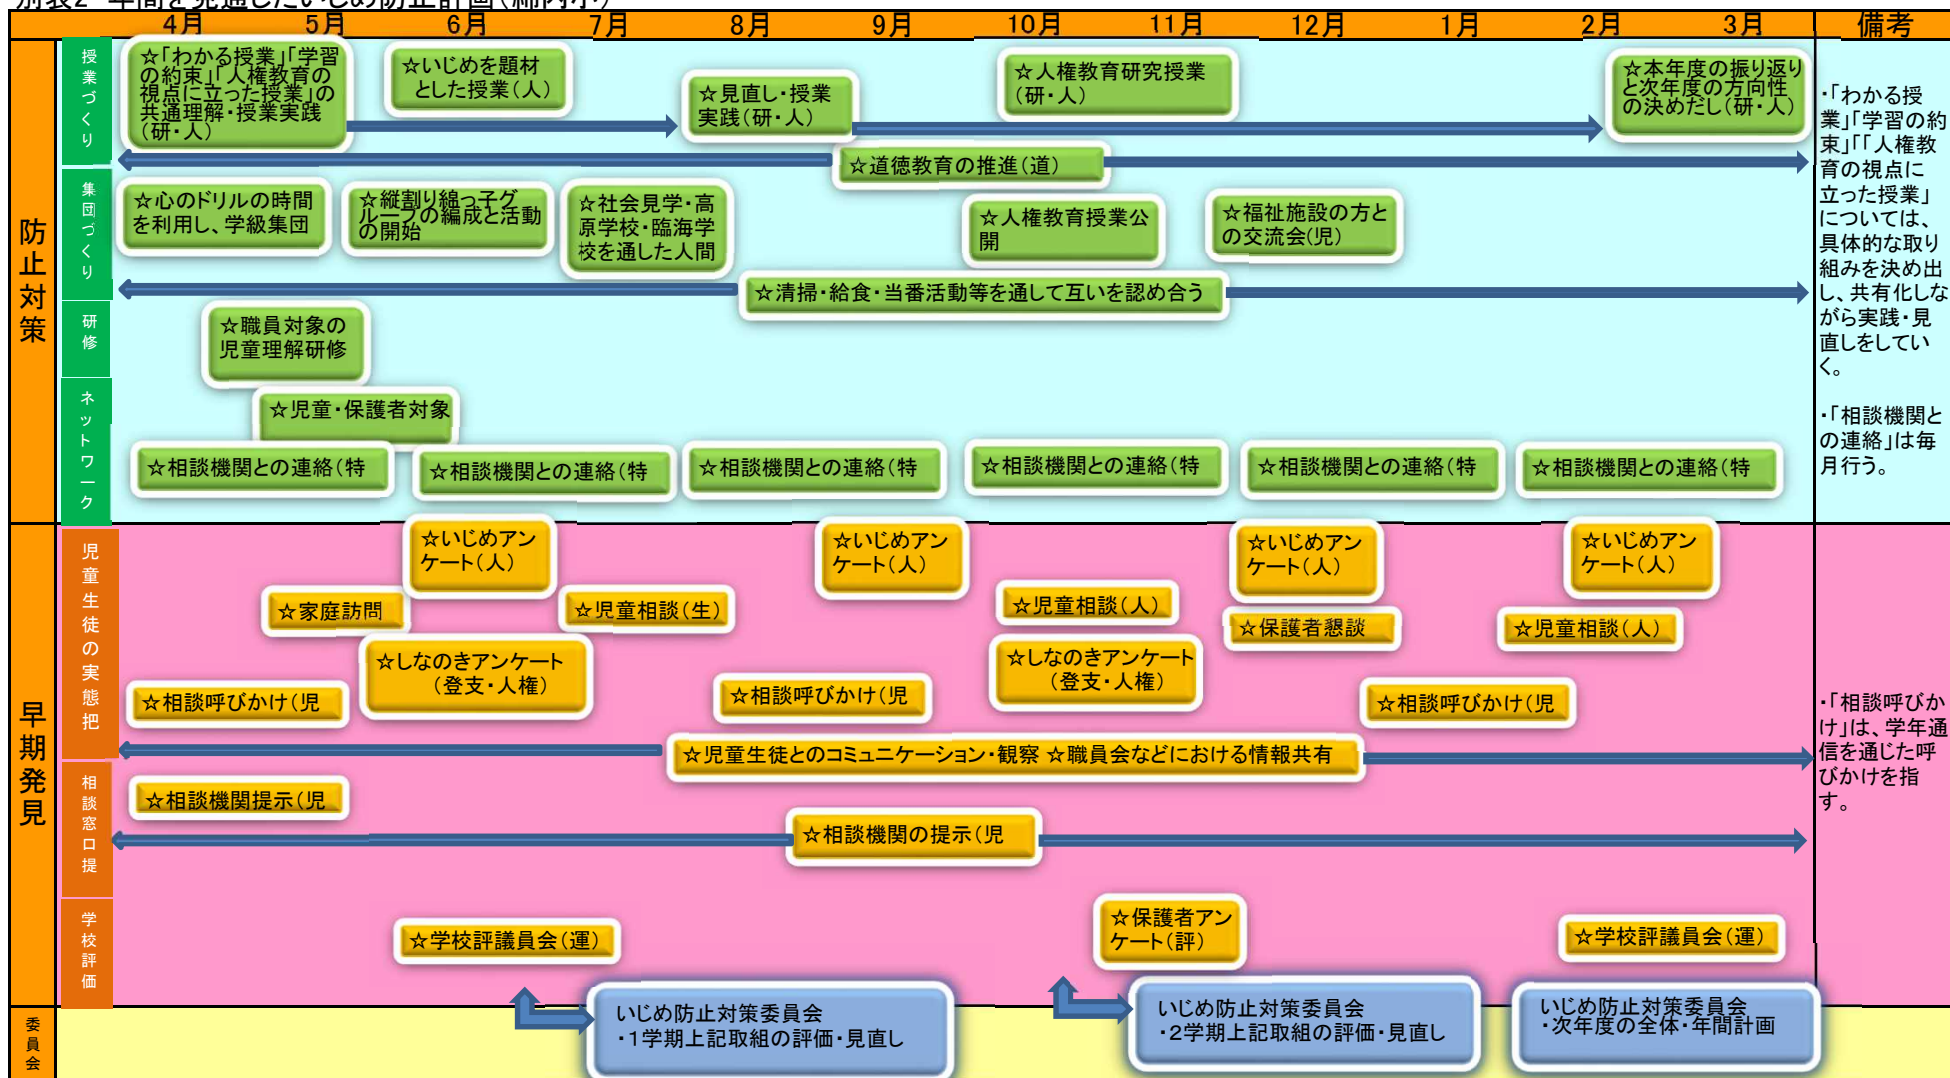 別表2 年間を見通したいじめ防止計画(綿内小)
4月 5月 6月 7月 8月 9月 10月 11月 12月 1月 2月 3月 備考
防止対策
授業づくり
☆「わかる授業」「学習
の約束」「人権教育の
視点に立った授業」の
共通理解・授業実践
(研・人)
☆いじめを題材
とした授業(人)
☆見直し・授業
実践(研・人)
☆人権教育研究授業
(研・人)
☆本年度の振り返り
と次年度の方向性
の決めだし(研・人)
☆道徳教育の推進(道)
集団づくり
☆心のドリルの時間
を利用し、学級集団
☆縦割り綿っ子グ
ループの編成と活動
の開始
☆社会見学・高
原学校・臨海学
校を通した人間
☆人権教育授業公
開
☆福祉施設の方と
の交流会(児)
☆清掃・給食・当番活動等を通して互いを認め合う
研修
☆職員対象の
児童理解研修
ネットワーク
☆児童・保護者対象
☆相談機関との連絡(特
☆相談機関との連絡(特
☆相談機関との連絡(特
☆相談機関との連絡(特
☆相談機関との連絡(特
☆相談機関との連絡(特
・「わかる授
業」「学習の約
束」「「人権教
育の視点に
立った授業」
については、
具体的な取り
組みを決め出
し、共有化しな
がら実践・見
直しをしてい
く。
・「相談機関と
の連絡」は毎
月行う。
早期発見
児童生徒の実態把
☆いじめアン
ケート(人)
☆いじめアン
ケート(人)
☆いじめアン
ケート(人)
☆いじめアン
ケート(人)
☆家庭訪問
☆児童相談(生)
☆児童相談(人)
☆保護者懇談
☆児童相談(人)
☆しなのきアンケート
(登支・人権)
☆しなのきアンケート
(登支・人権)
☆相談呼びかけ(児
☆相談呼びかけ(児
☆相談呼びかけ(児
☆児童生徒とのコミュニケーション・観察 ☆職員会などにおける情報共有
相談窓口提
☆相談機関提示(児
☆相談機関の提示(児
・「相談呼びか
け」は、学年通
信を通じた呼
びかけを指
す。
学校評価
☆学校評議員会(運)
☆保護者アン
ケート(評)
☆学校評議員会(運)
委員会
いじめ防止対策委員会
・1学期上記取組の評価・見直し
いじめ防止対策委員会
・2学期上記取組の評価・見直し
いじめ防止対策委員会
・次年度の全体・年間計画